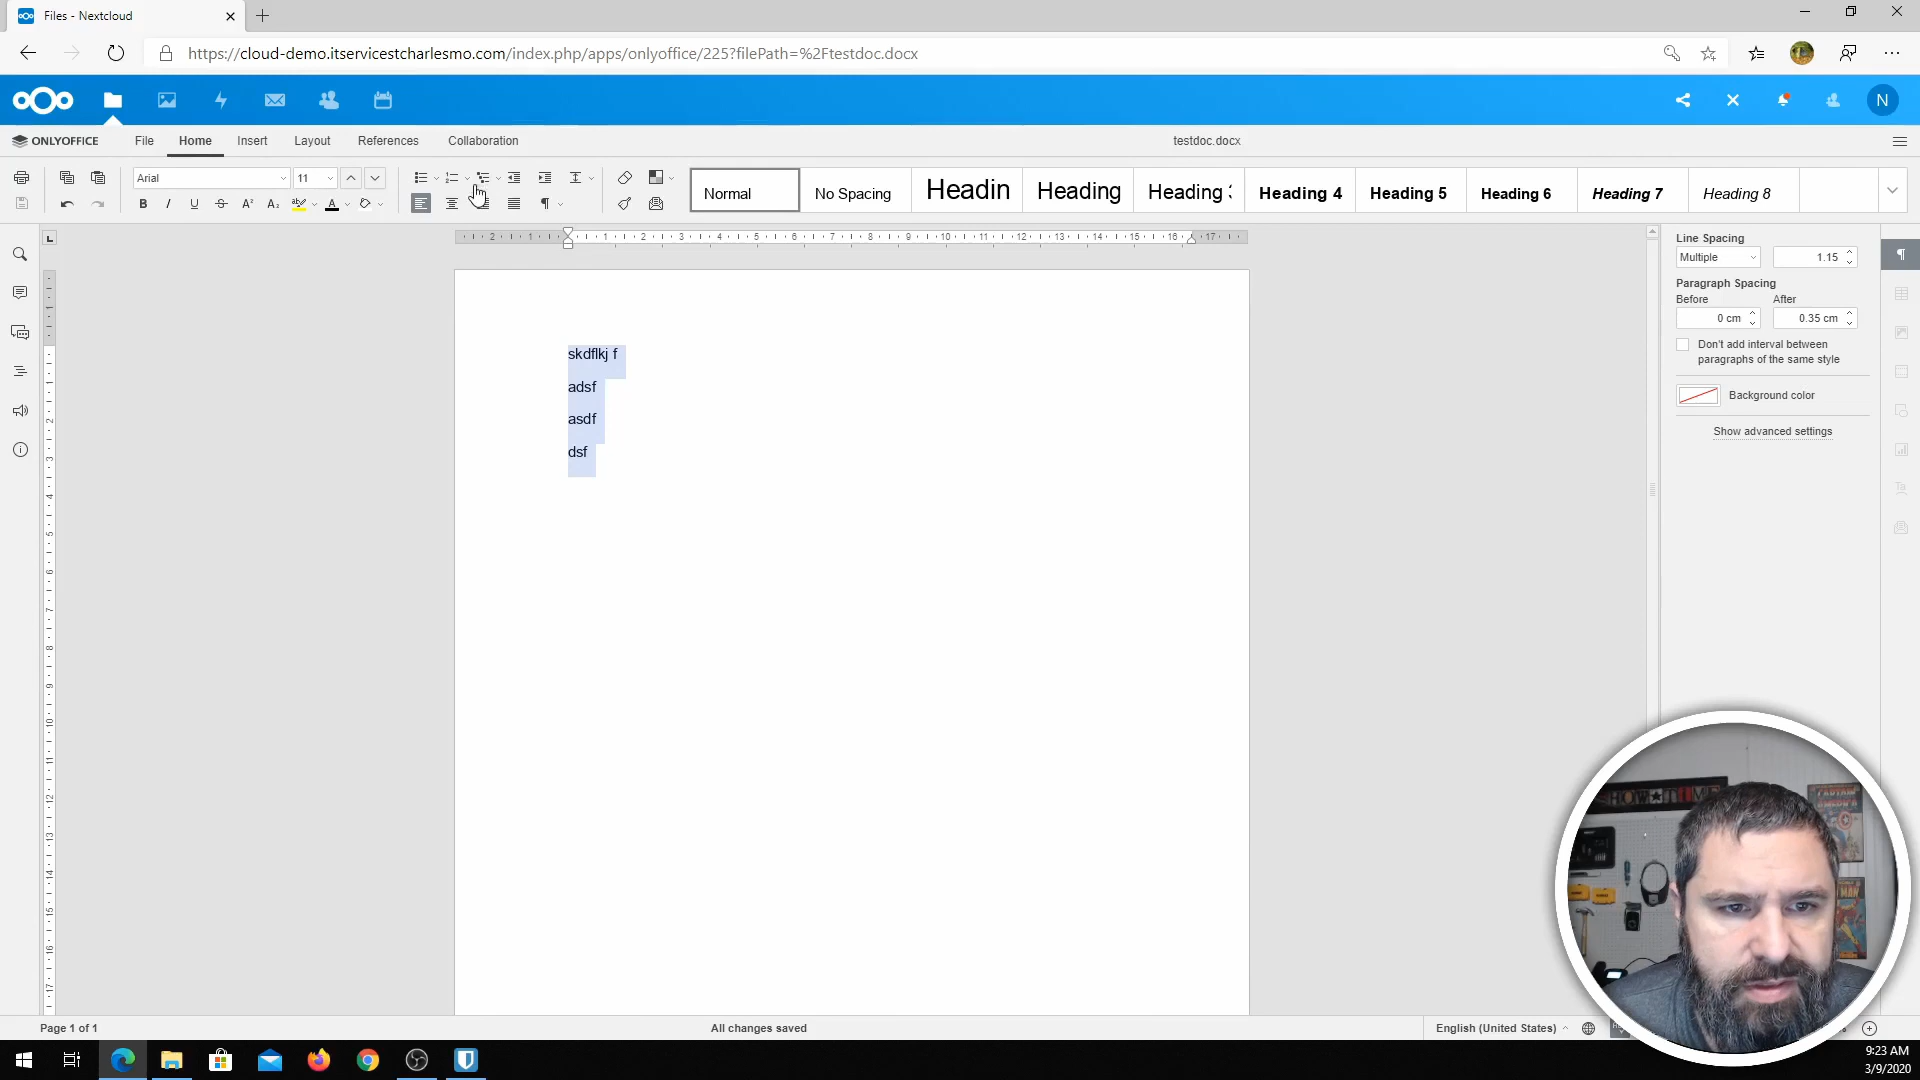 Files - Nextcloud
https://cloud-demo.itservicestcharlesmo.com/index.php/apps/onlyoffice/225?filePath=%2Ftestdoc.docx
N
ONLYOFFICE File Home Insert Layout References Collaboration testdoc.docx
Arial 11
Normal No Spacing Headin Heading Heading Heading 4 Heading 5 Heading 6 Heading 7 Heading 8
Line Spacing
Multiple 1.15
Paragraph Spacing
Before After
0 cm 0.35 cm
Don't add interval between
paragraphs of the same style
Background color
Show advanced settings
skdflkj f
adsf
asdf
dsf
Page 1 of 1 All changes saved English (United States)
9:23 AM
3/9/2020